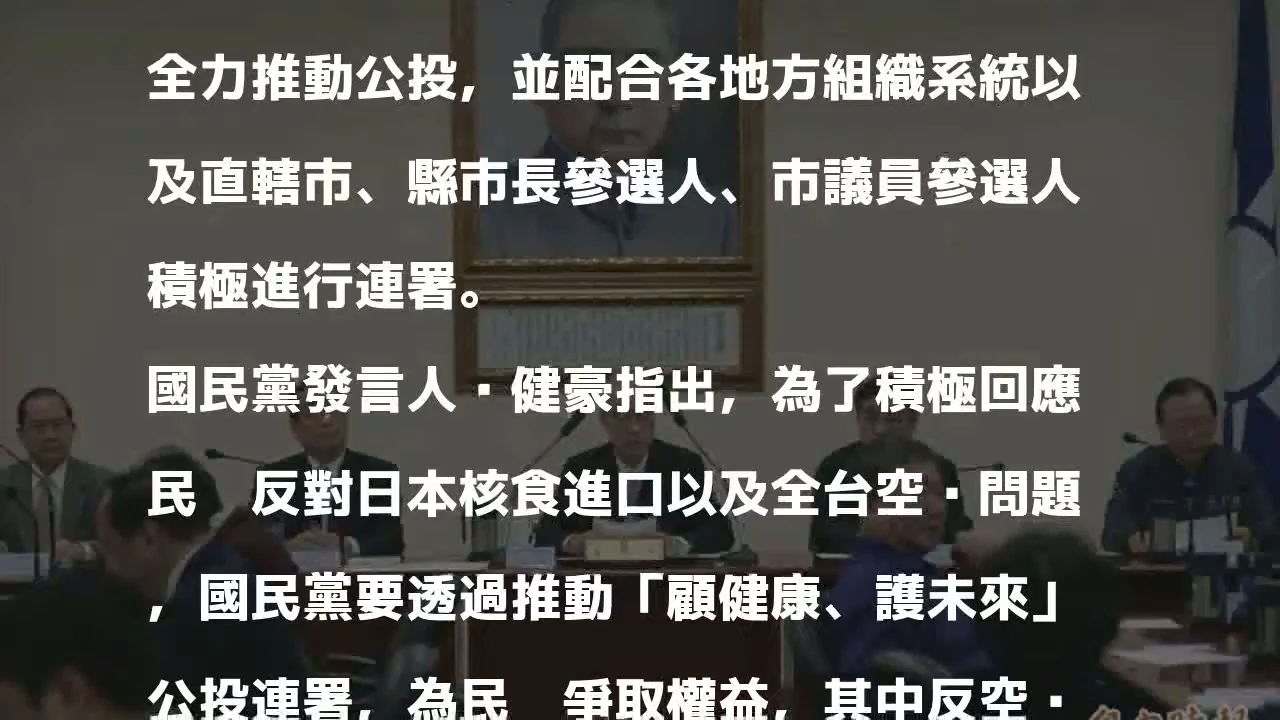 全力推動公投，並配合各地方組織系統以
及直轄市、縣市長參選人、市議員參選人
積極進行連署。
國民黨發言人·健豪指出，為了積極回應
民　反對日本核食進口以及全台空·問題
，國民黨要透過推動「顧健康、護未來」
公投連署，為民　爭取權益，其中反空·